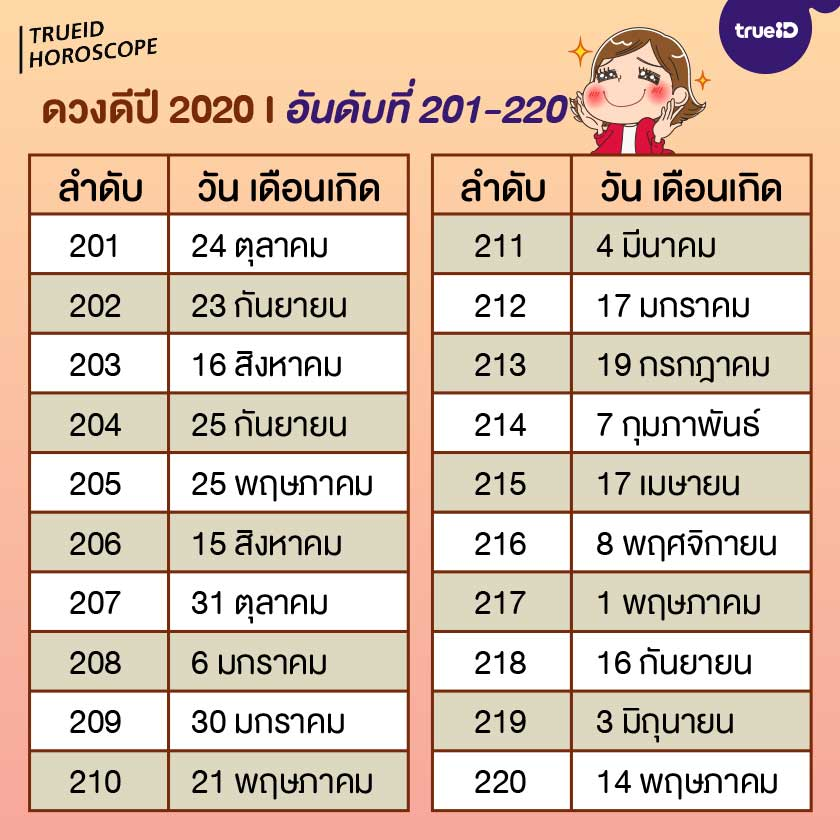 TRUEID
HOROSCOPE
trueID
ดวงดีปี 2020 I อันดับที่ 201-220
ลำดับ วัน เดือนเกิด
201 24 ตุลาคม
202 23 กันยายน
203 16 สิงหาคม
204 25 กันยายน
205 25 พฤษภาคม
206 15 สิงหาคม
207 31 ตุลาคม
208 6 มกราคม
209 30 มกราคม
210 21 พฤษภาคม
ลำดับ วัน เดือนเกิด
211 4 มีนาคม
212 17 มกราคม
213 19 กรกฎาคม
214 7 กุมภาพันธ์
215 17 เมษายน
216 8 พฤศจิกายน
217 1 พฤษภาคม
218 16 กันยายน
219 3 มิถุนายน
220 14 พฤษภาคม